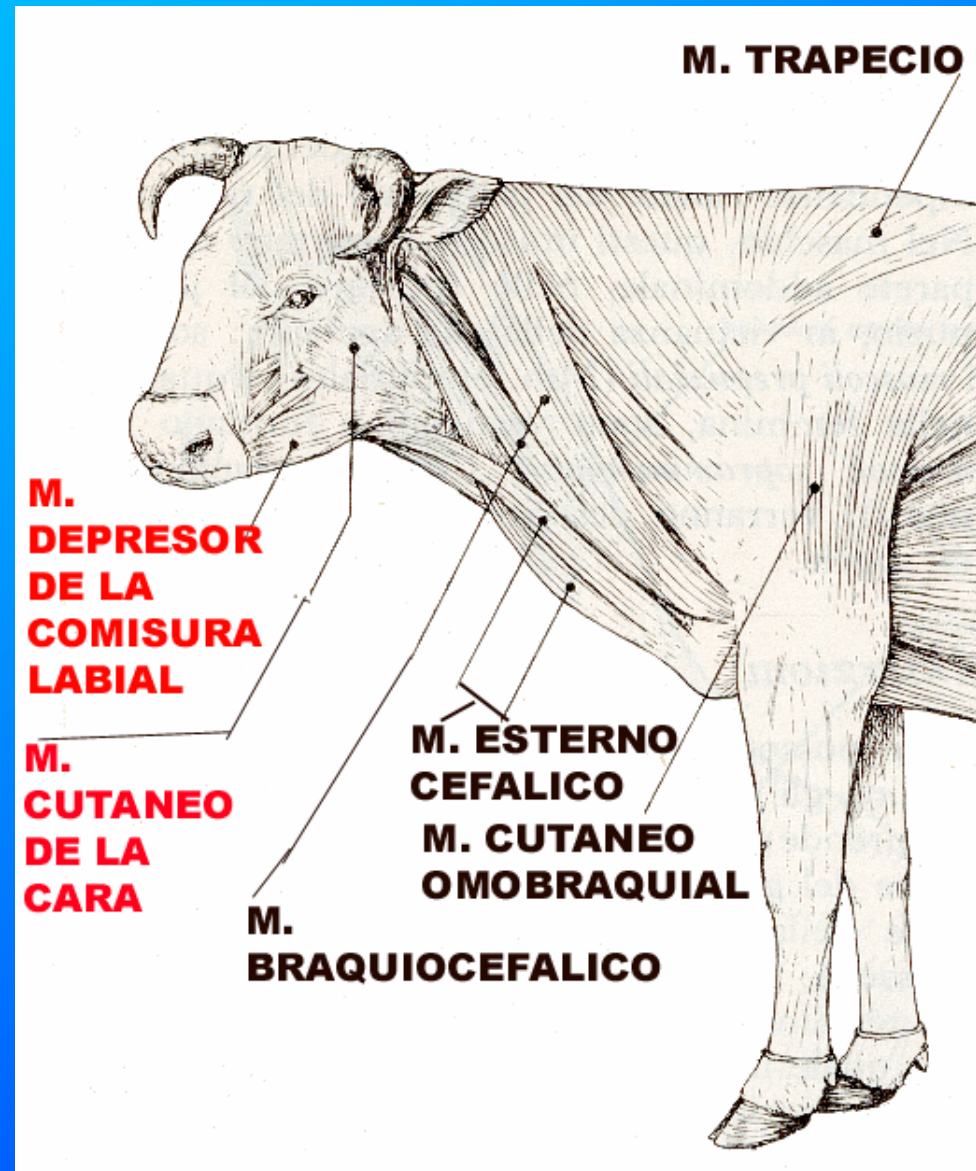 M. TRAPECIO
M.
DEPRESOR
DE LA
COMISURA
LABIAL
M.
CUTANEO
DE LA
CARA
M. ESTERNO
CEFALICO
M. CUTANEO
OMOBRAQUIAL
M.
BRAQUIOCEFALICO